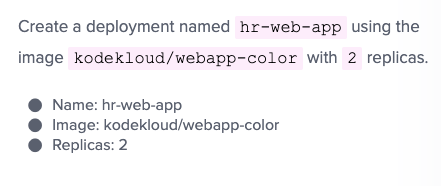 Create a deployment named hr-web-app using the
image kodekloud/webapp-color with 2 replicas.
Name: hr-web-app
Image: kodekloud/webapp-color
Replicas: 2